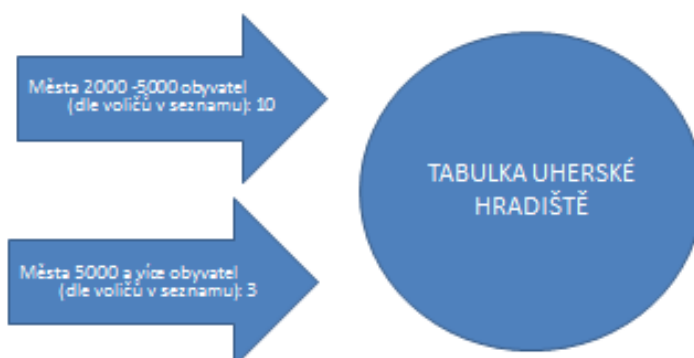 Města 2000 -5000 obyvatel
(dle voličů v seznamu): 10
TABULKA UHERSKÉ
HRADIŠTĚ
Města 5000 a více obyvatel
(dle voličů v seznamu): 3